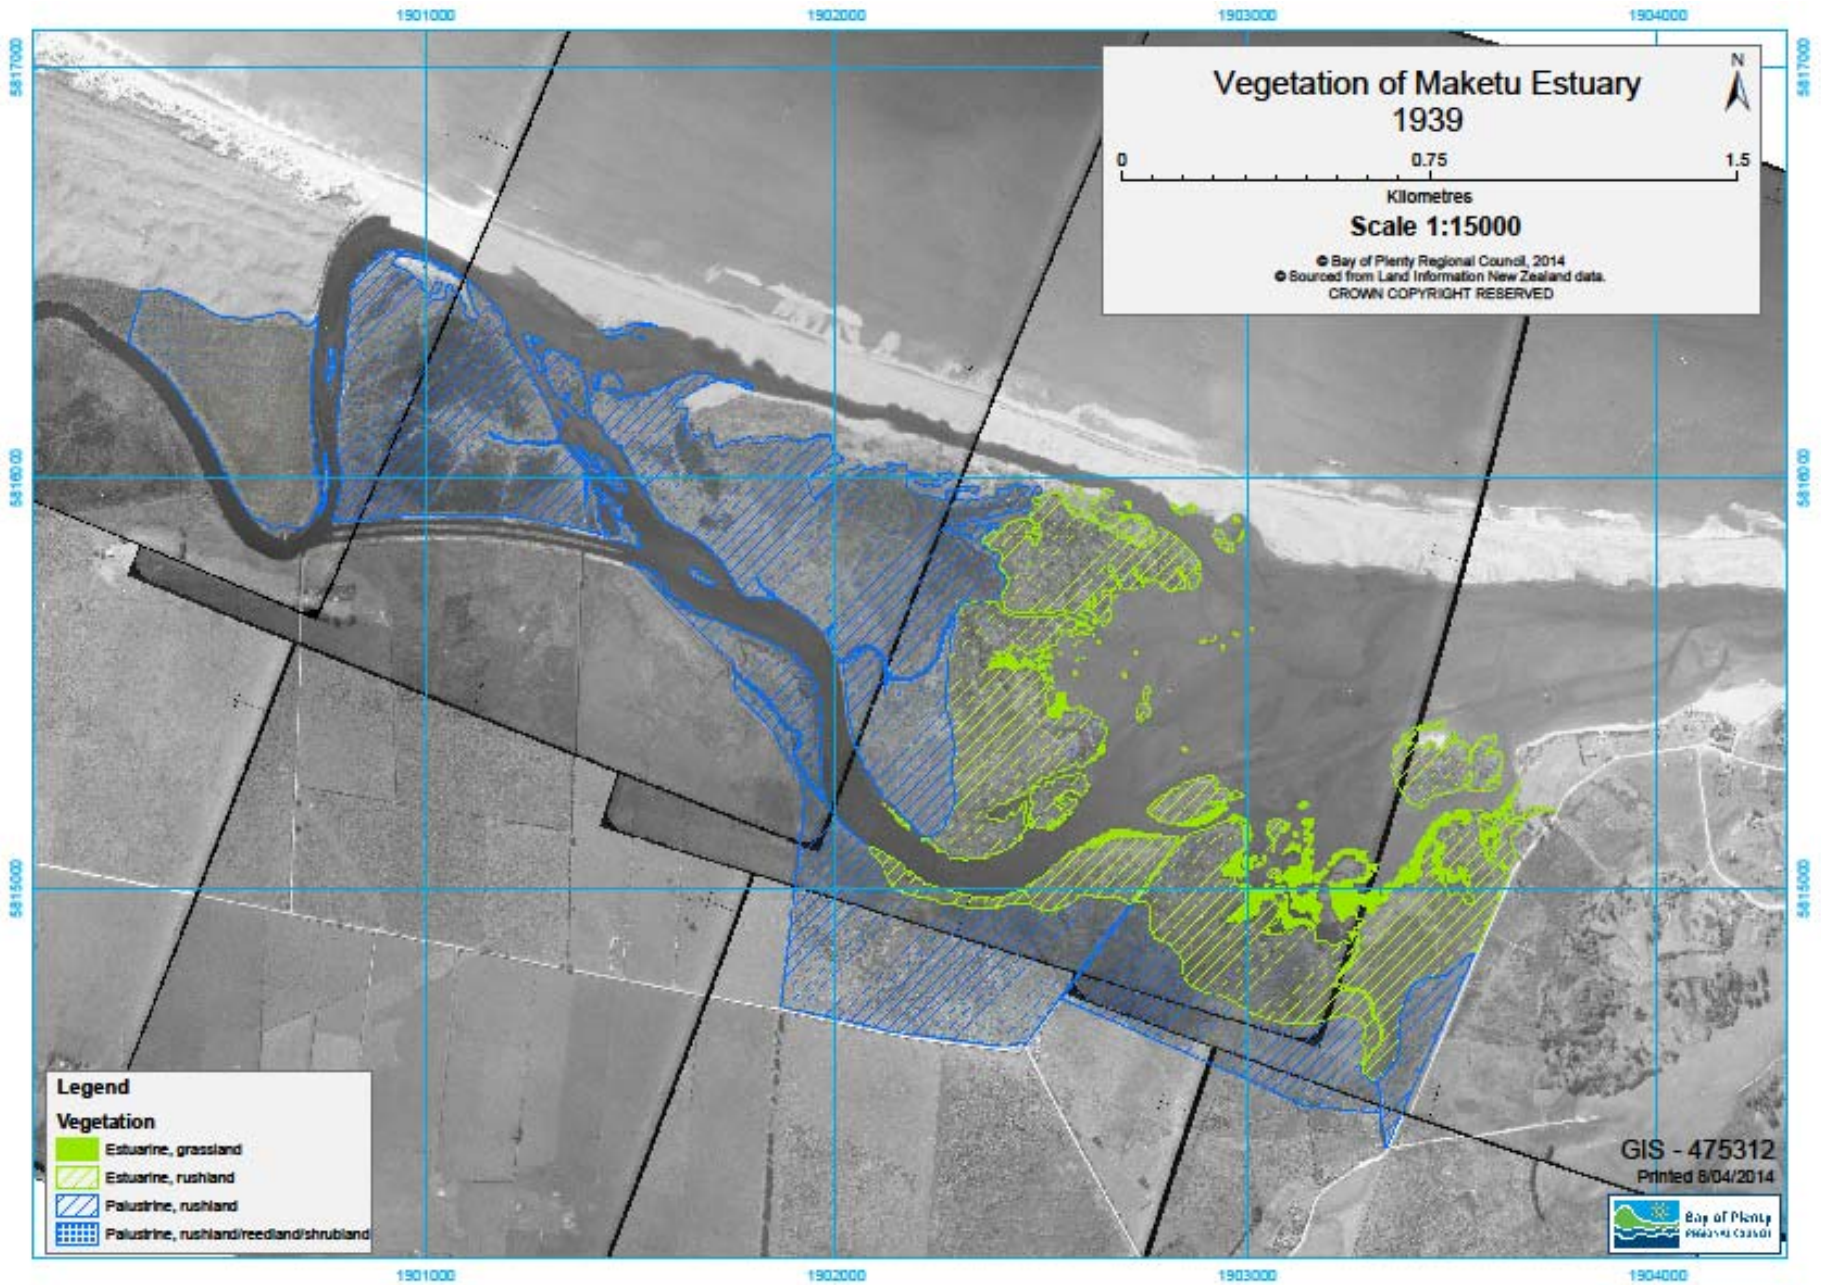 1901000
1902000
1903000
1904000
5817000
5817000
Vegetation of Maketu Estuary
1939
N
0
0.75
1.5
Kilometres
Scale 1:15000
© Bay of Plenty Regional Council, 2014
© Sourced from Land Information New Zealand data.
CROWN COPYRIGHT RESERVED
5816000
5816000
5815000
5815000
Legend
Vegetation
Estuarine, grassland
Estuarine, rushland
Palustrine, rushland
Palustrine, rushland/reedland/shrubland
GIS - 475312
Printed 8/04/2014
Bay of Plenty
REGIONAL COUNCIL
1901000
1902000
1903000
1904000